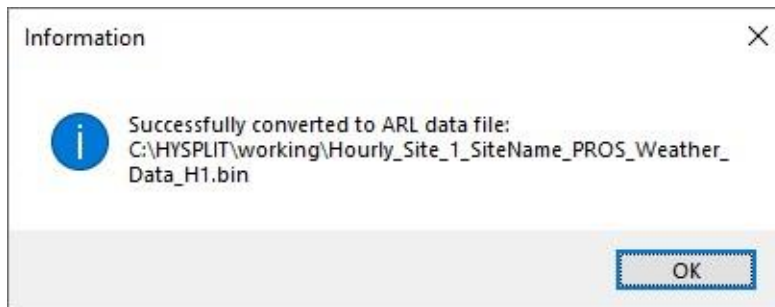 Information
Successfully converted to ARL data file:
C:\HYSPLIT\working\Hourly_Site_1_SiteName_PROS_Weather_
Data_H1.bin
OK